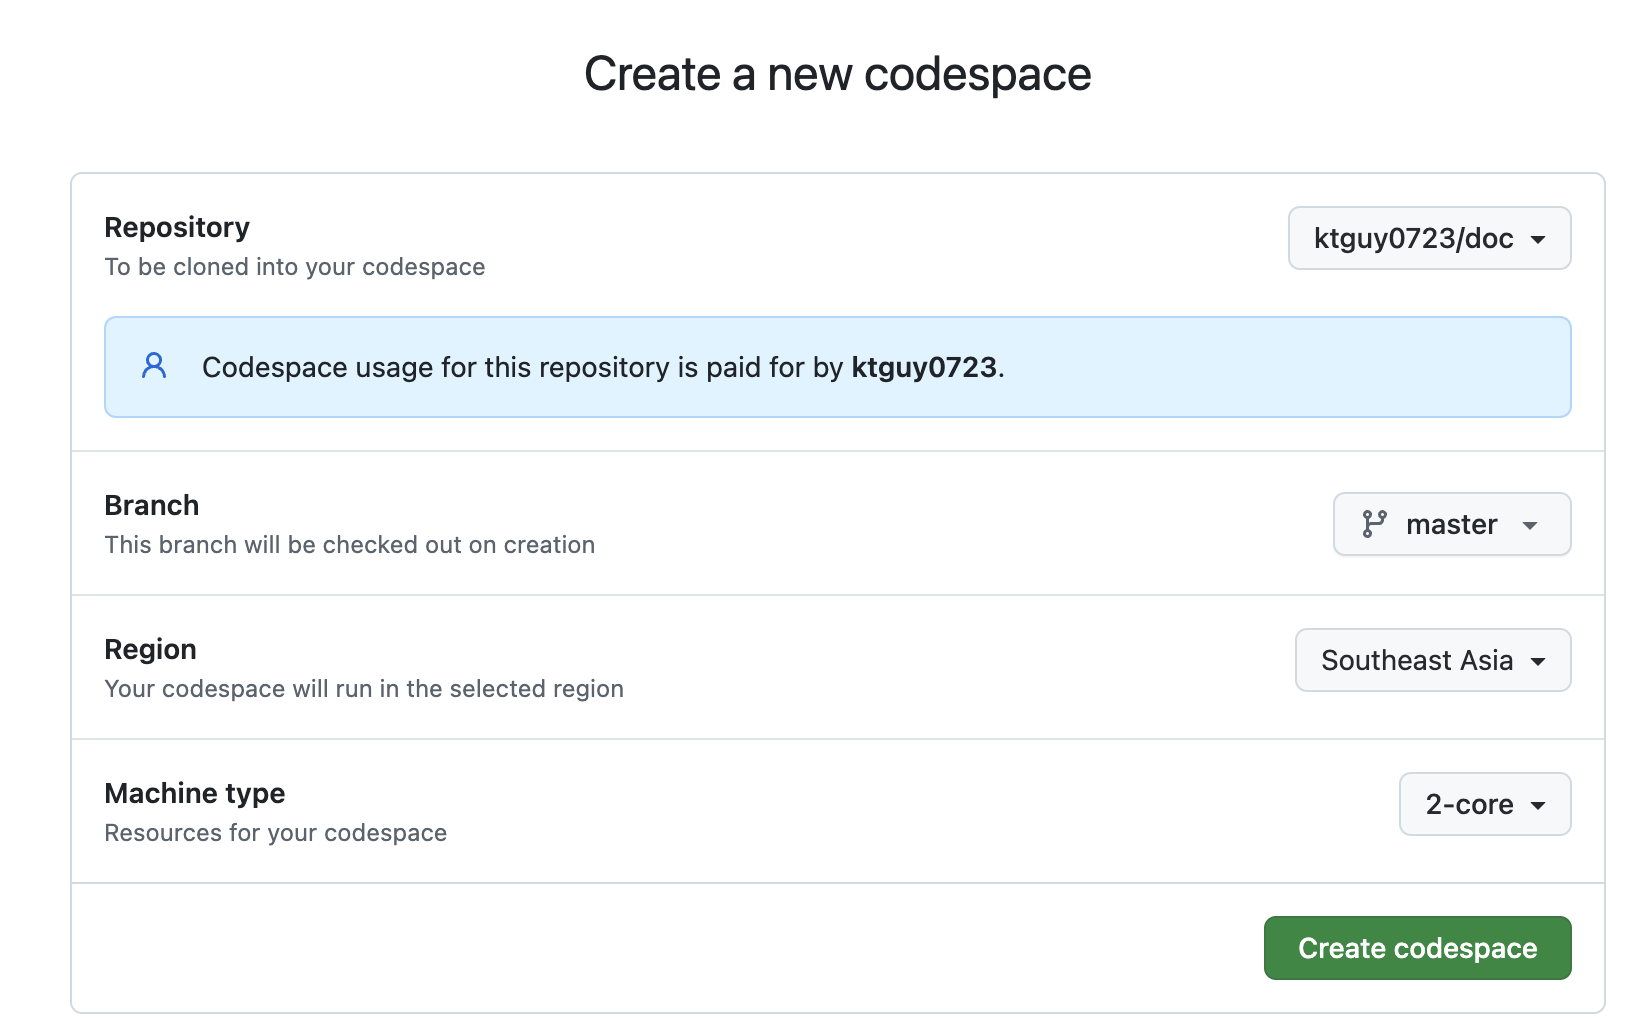 Create a new codespace
Repository
To be cloned into your codespace
ktguy0723/doc
Codespace usage for this repository is paid for by ktguy0723.
Branch
This branch will be checked out on creation
master
Region
Your codespace will run in the selected region
Southeast Asia
Machine type
Resources for your codespace
2-core
Create codespace